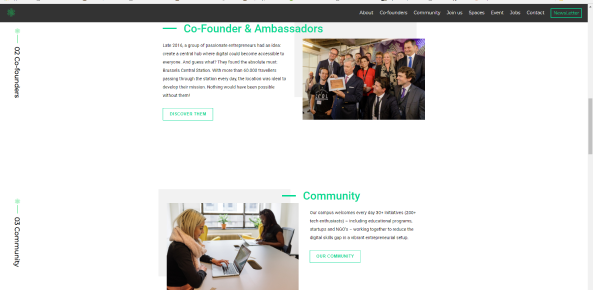 About Co-founders Community Join us Spaces Event Jobs Contact Newsletter
02 Co-founders
Co-Founder & Ambassadors
Late 2016, a group of passionate entrepreneurs had an idea:
create a central hub where digital could become accessible to
everyone. And guess what? They found the absolute must:
Brussels Central Station. With more than 60 000 travellers
passing through the station every day, the location was ideal to
develop their mission. Nothing would have been possible
without them!
DISCOVER THEM
03 Community
Community
Our campus welcomes every day 30+ initiatives (200+
tech-enthusiasts) – including educational programs,
startups and NGO's – working together to reduce the
digital skills gap in a vibrant entrepreneurial setup.
OUR COMMUNITY